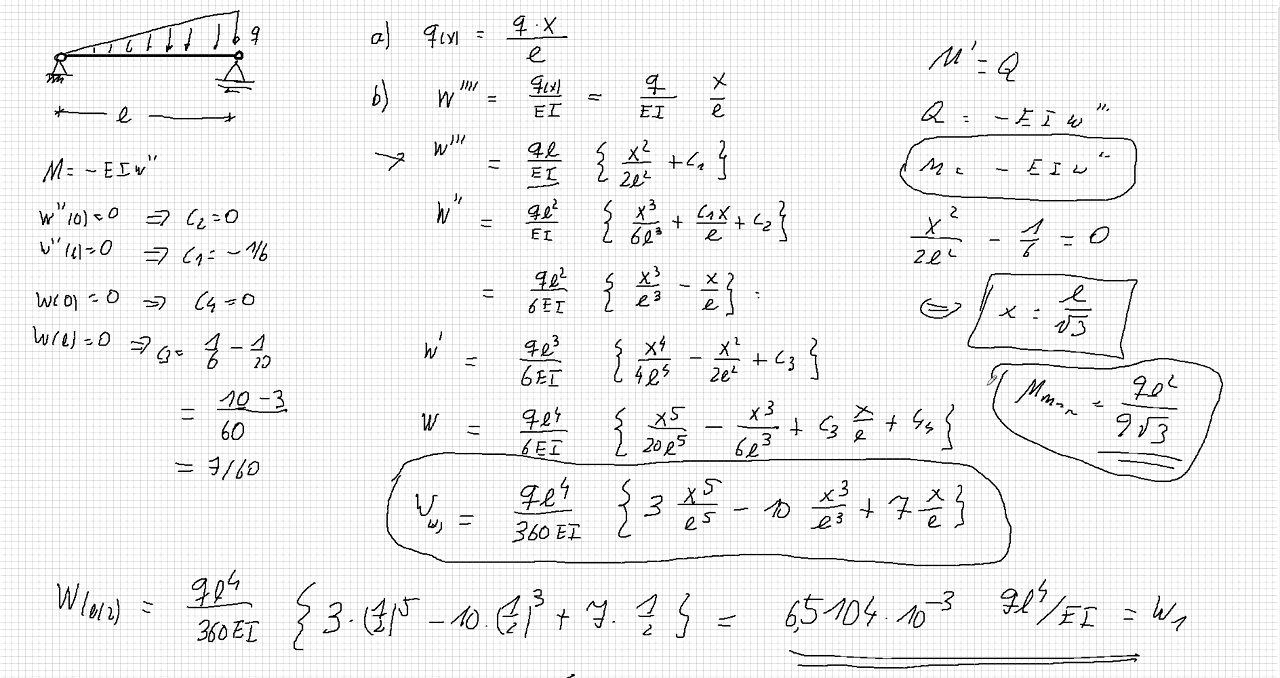 q
l
M = -EIw''
w''(0)=0 => C₂=0
w''(l)=0 => C₁=-1/6
w(0)=0 => C₄=0
w(l)=0 => C₃= 1/6 - 1/20
= (10-3)/60
= 7/60
a) q(x) = (q·x)/l
b) w'''' = q(x)/EI = q/EI x/l
→ w''' = ql/EI { x²/2l² + C₁ }
w'' = ql²/EI { x³/6l³ + C₁x/l + C₂ }
= ql²/6EI { x³/l³ - x/l }
w' = ql³/6EI { x⁴/4l⁴ - x²/2l² + C₃ }
w = ql⁴/6EI { x⁵/20l⁵ - x³/6l³ + C₃ x/l + C₄ }
= ql⁴/360EI { 3 x⁵/l⁵ - 10 x³/l³ + 7 x/l }
M' = Q
Q = -EIw'''
M = -EIw''
x²/2l² - 1/6 = 0
<=> x = l/√3
= ql²/9√3
w(l/2) = ql⁴/360EI { 3·(1/2)⁵ - 10·(1/2)³ + 7·1/2 } = 6,5104·10⁻³ ql⁴/EI = w₁